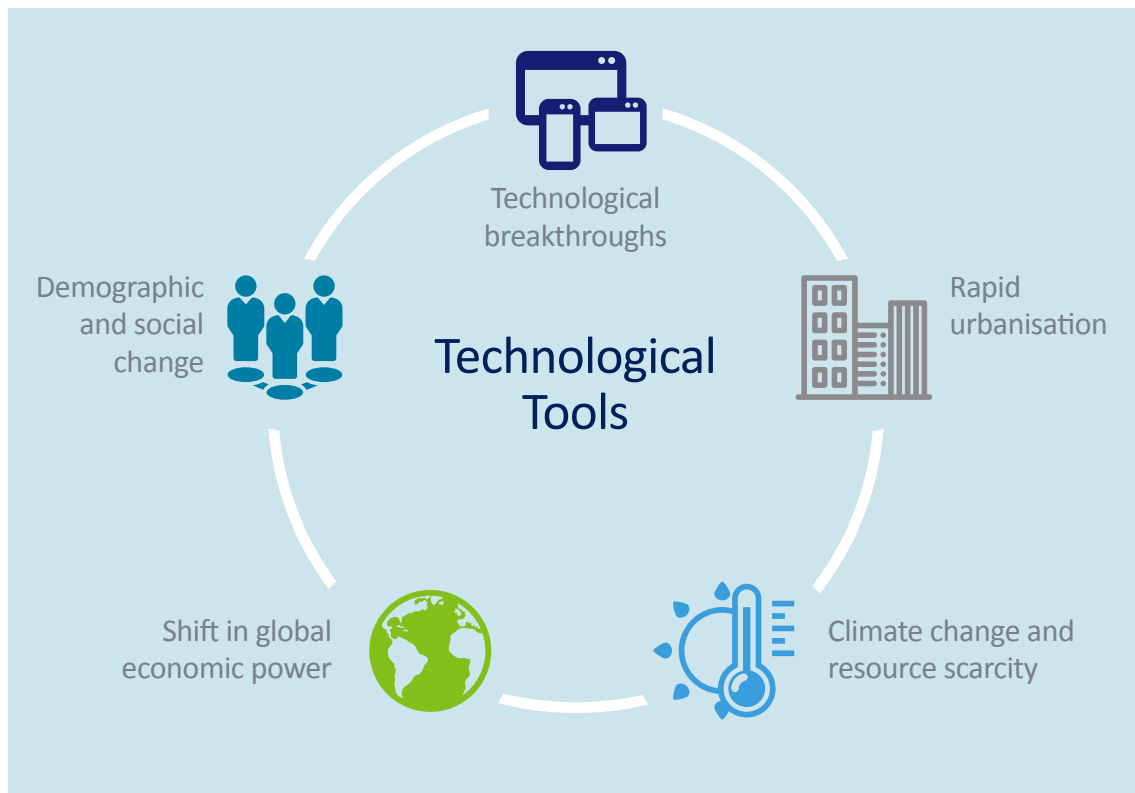 Technological
breakthroughs
Demographic
and social
change
Rapid
urbanisation
Technological
Tools
Shift in global
economic power
Climate change and
resource scarcity